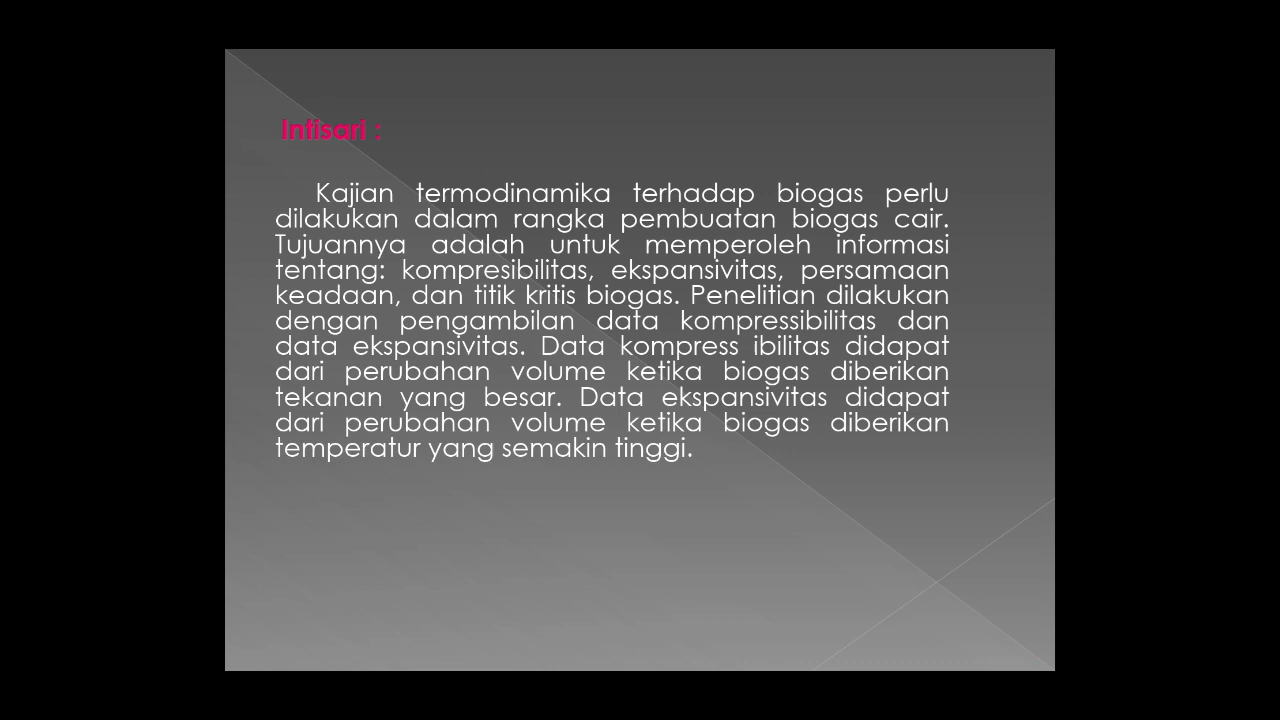 Intisari :
Kajian termodinamika terhadap biogas perlu
dilakukan dalam rangka pembuatan biogas cair.
Tujuannya adalah untuk memperoleh informasi
tentang: kompresibilitas, ekspansivitas, persamaan
keadaan, dan titik kritis biogas. Penelitian dilakukan
dengan pengambilan data kompressibilitas dan
data ekspansivitas. Data kompress ibilitas didapat
dari perubahan volume ketika biogas diberikan
tekanan yang besar. Data ekspansivitas didapat
dari perubahan volume ketika biogas diberikan
temperatur yang semakin tinggi.